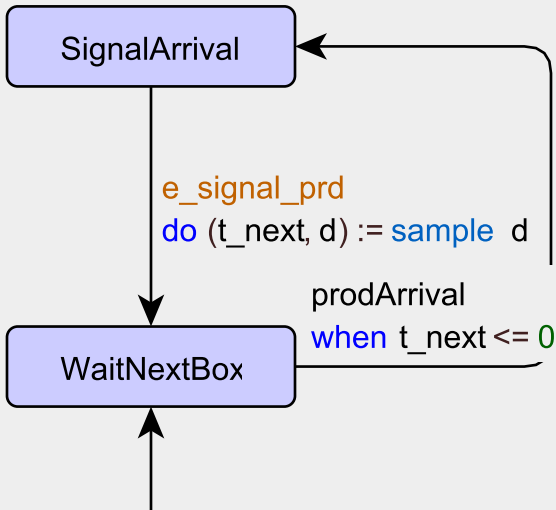 SignalArrival
e_signal_prd
do (t_next, d) := sample d
prodArrival
when t_next <= 0
WaitNextBox